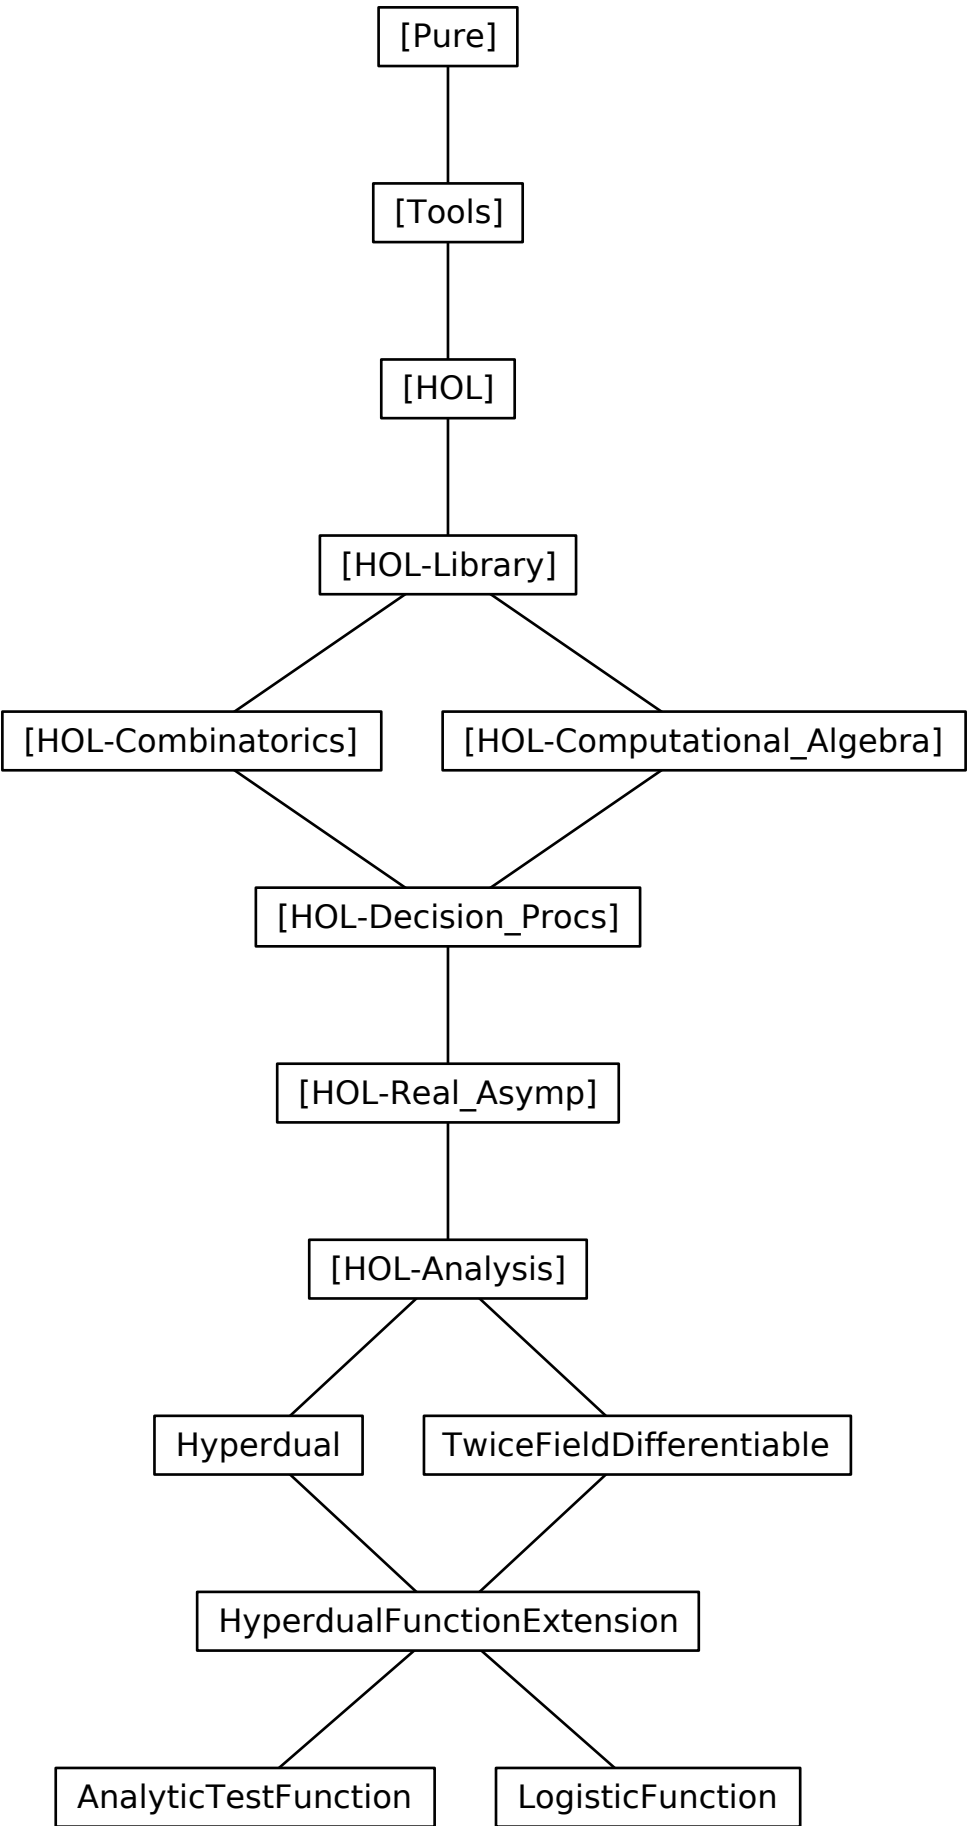 [Pure]
[Tools]
[HOL]
[HOL-Library]
[HOL-Combinatorics]
[HOL-Computational_Algebra]
[HOL-Decision_Procs]
[HOL-Real_Asymp]
[HOL-Analysis]
Hyperdual
TwiceFieldDifferentiable
HyperdualFunctionExtension
AnalyticTestFunction
LogisticFunction